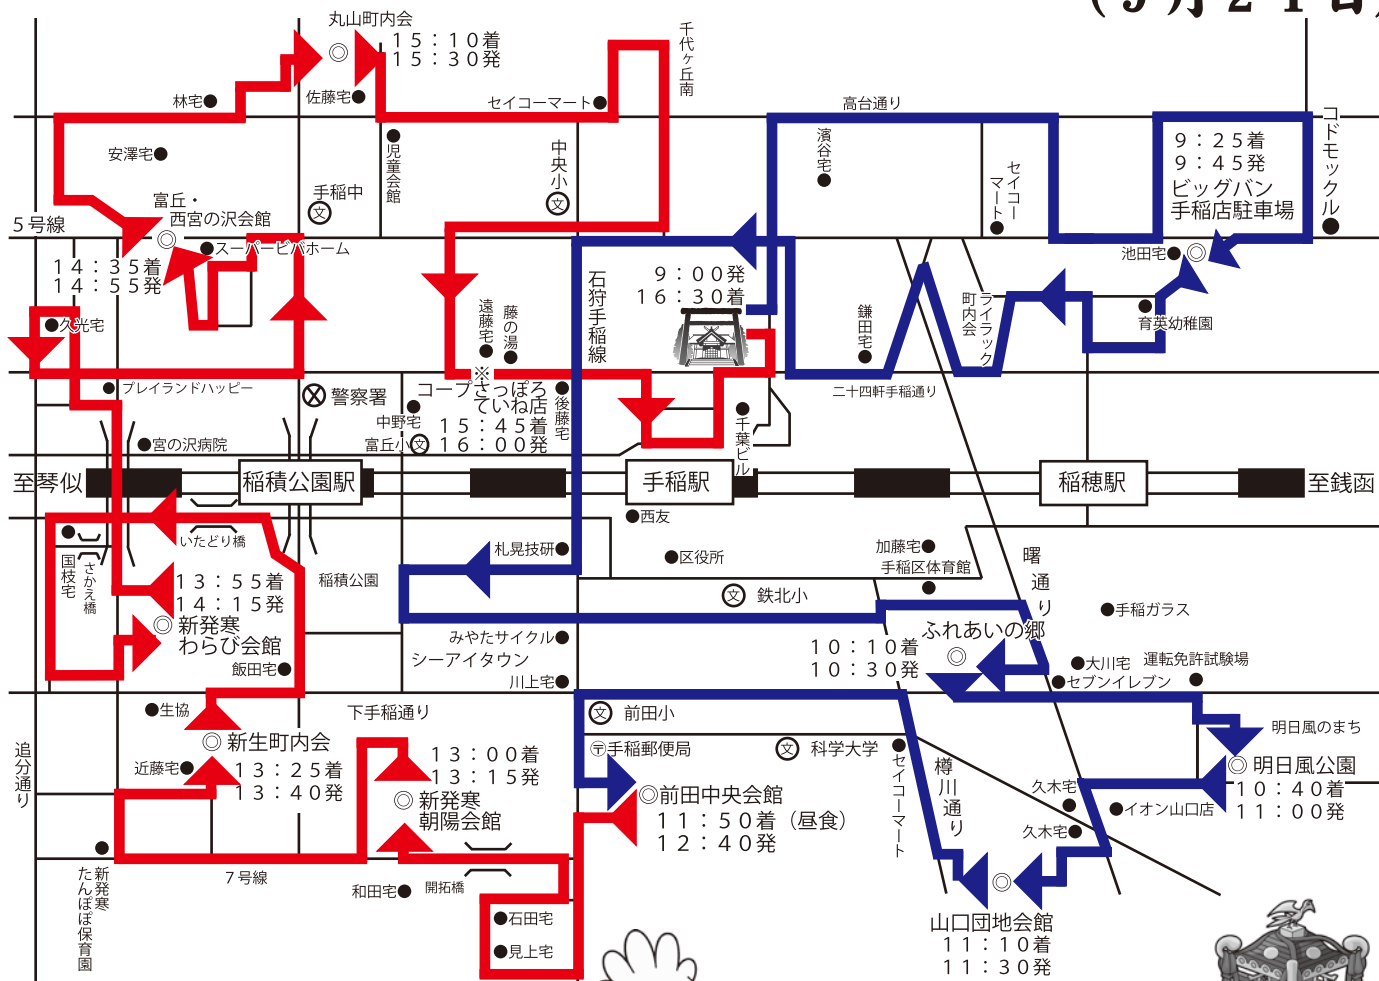 (9月21日)
丸山町内会
15：10着
15：30発
千代ヶ丘南
林宅
佐藤宅
セイコーマート
高台通り
コドモックル
安澤宅
児童会館
中央小
文
濱谷宅
セイコーマート
9：25着
9：45発
ビッグバン
手稲店駐車場
富丘・
西宮の沢会館
手稲中
文
5号線
スーパービバホーム
14：35着
14：55発
池田宅
石狩手稲線
9：00発
16：30着
ライラック
町内会
育英幼稚園
久光宅
遠藤宅
藤の湯
鎌田宅
プレイランドハッピー
警察署
※
コープさっぽろ
ていね店
15：45着
16：00発
後藤宅
二十四軒手稲通り
中野宅
富丘小
文
千葉ビル
宮の沢病院
至琴似
稲積公園駅
手稲駅
稲穂駅
至銭函
西友
いたどり橋
国枝宅
さかえ橋
札晃技研
区役所
加藤宅
手稲区体育館
曙通り
13：55着
14：15発
稲積公園
文
鉄北小
手稲ガラス
新発寒
わらび会館
みやたサイクル
シーアイタウン
ふれあいの郷
10：10着
10：30発
飯田宅
川上宅
大川宅
運転免許試験場
セブンイレブン
生協
下手稲通り
文
前田小
明日風のまち
追分通り
新生町内会
〒手稲郵便局
文
科学大学
セイコーマート
樽川通り
近藤宅
13：25着
13：40発
13：00着
13：15発
明日風公園
10：40着
11：00発
新発寒
朝陽会館
前田中央会館
11：50着（昼食）
12：40発
久木宅
イオン山口店
久木宅
新発寒
たんぽぽ保育園
7号線
和田宅
開拓橋
石田宅
見上宅
山口団地会館
11：10着
11：30発